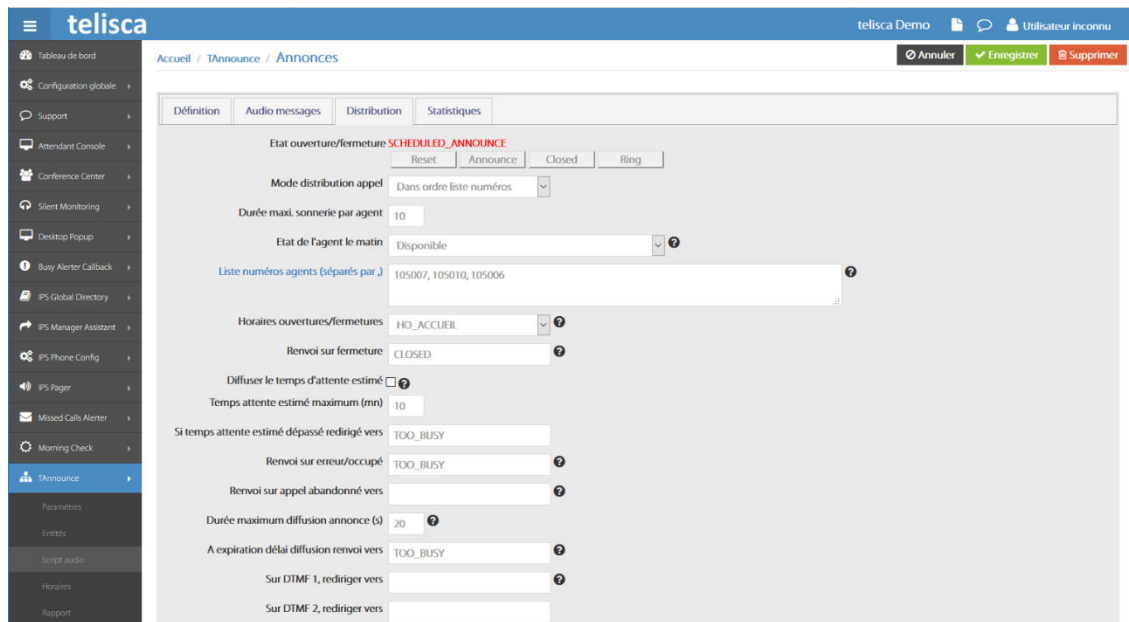 telisca
telisca Demo
Utilisateur inconnu
Tableau de bord
Configuration globale
Support
Attendant Console
Conference Center
Silent Monitoring
Desktop Popup
Busy Alerter Callback
IPS Global Directory
IPS Manager Assistant
IPS Phone Config
IPS Pager
Missed Calls Alerter
Morning Check
TAnnounce
Paramètres
Entités
Script audio
Horaires
Rapport
Accueil / TAnnounce / Annonces
Annuler
Enregistrer
Supprimer
Définition
Audio messages
Distribution
Statistiques
Etat ouverture/fermeture SCHEDULED_ANNOUNCE
Reset Announce Closed Ring
Mode distribution appel Dans ordre liste numéros
Durée maxi. sonnerie par agent 10
Etat de l'agent le matin Disponible
Liste numéros agents (séparés par ,) 105007, 105010, 105006
Horaires ouvertures/fermetures HO_ACCUEIL
Renvoi sur fermeture CLOSED
Diffuser le temps d'attente estimé
Temps attente estimé maximum (mn) 10
Si temps attente estimé dépassé redirigé vers TOO_BUSY
Renvoi sur erreur/occupé TOO_BUSY
Renvoi sur appel abandonné vers
Durée maximum diffusion annonce (s) 20
A expiration délai diffusion renvoi vers TOO_BUSY
Sur DTMF 1, rediriger vers
Sur DTMF 2, rediriger vers